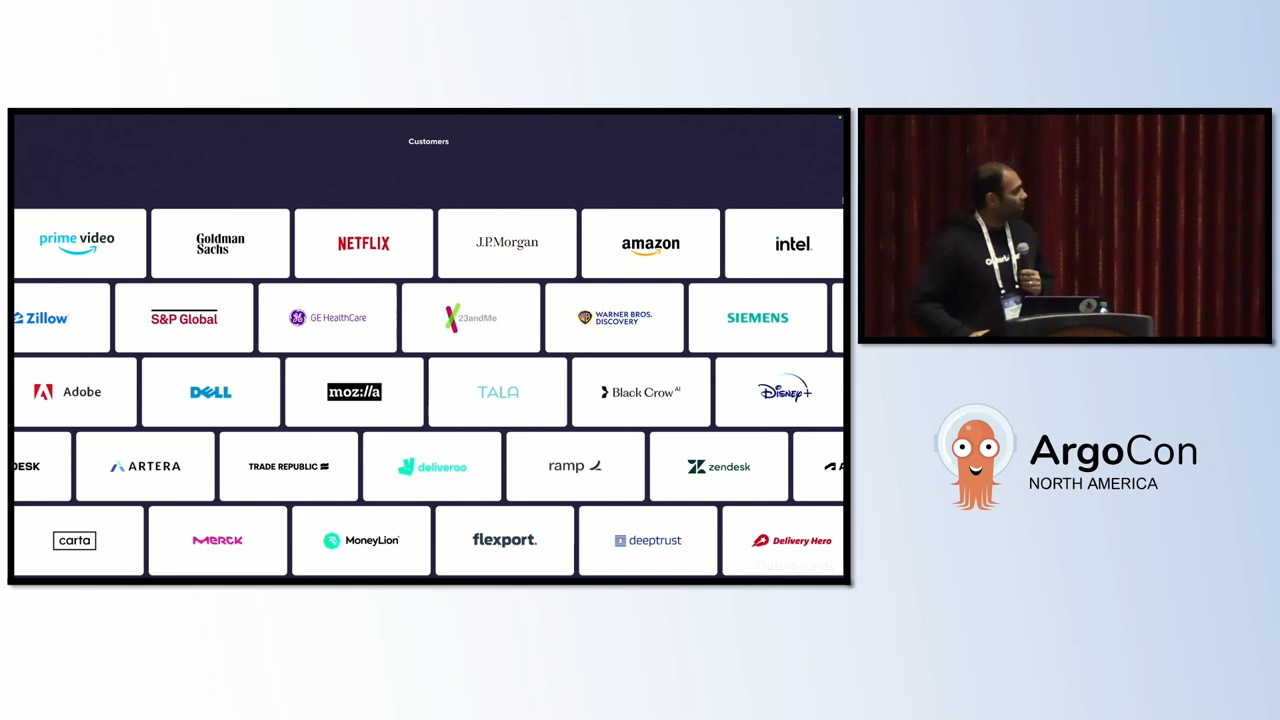 Customers
prime video
Goldman
Sachs
NETFLIX
J.P.Morgan
amazon
intel.
Zillow
S&P Global
GE HealthCare
23andMe
WARNER BROS.
DISCOVERY
SIEMENS
Adobe
DELL
moz://a
TALA
Black Crow AI
Disney+
DESK
ARTERA
TRADE REPUBLIC
deliveroo
ramp
zendesk
carta
MERCK
MoneyLion
flexport.
deeptrust
Delivery Hero
Outerbounds
ArgoCon
NORTH AMERICA